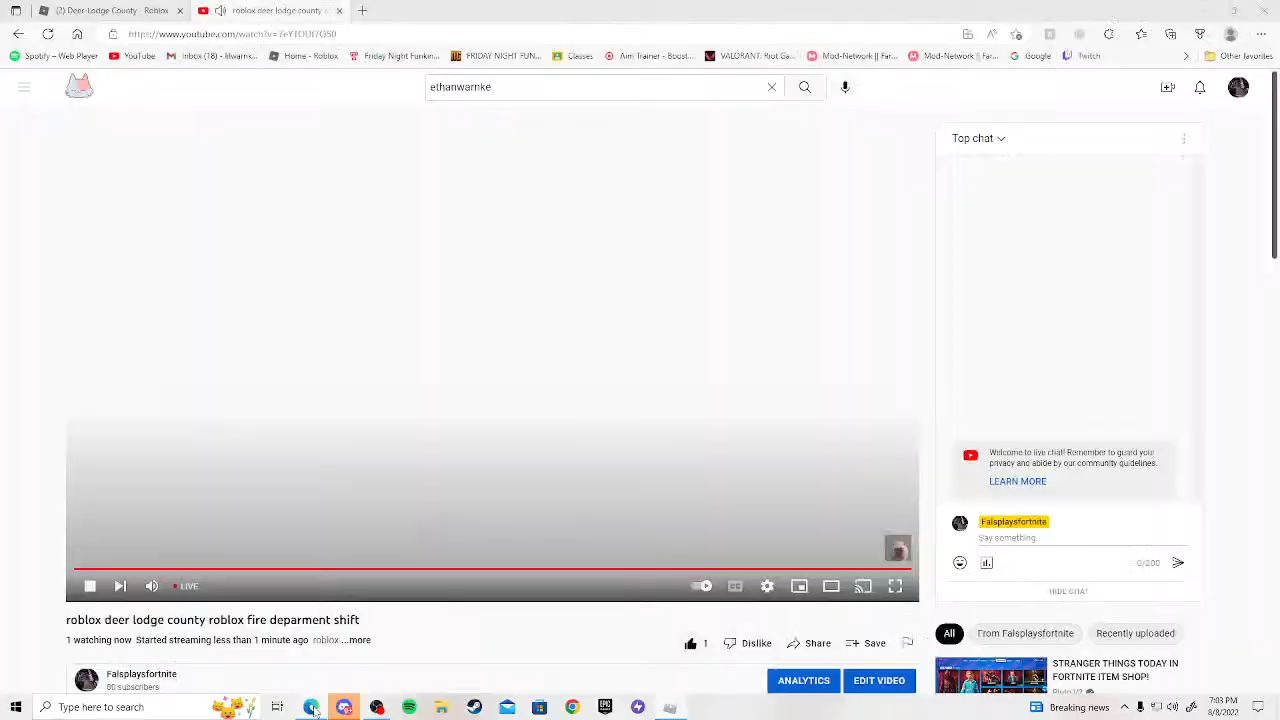 (2) Deer-Lodge County - Roblox
roblox deer lodge county
https://www.youtube.com/watch?v=
Spotify - Web Player
YouTube
Inbox (18) -
Home - Roblox
Friday Night Funkin...
FRIDAY NIGHT FUN...
Classes
Aim Trainer - Boost...
VALORANT: Riot Ga...
Mod-Network || Far...
Mod-Network || Far...
Google
Twitch
Other favorites
ethanwarnke
Top chat
Welcome to live chat! Remember to guard your
privacy and abide by our community guidelines.
LEARN MORE
Falsplaysfortnite
Say something...
0/200
HIDE CHAT
LIVE
roblox deer lodge county roblox fire deparment shift
1 watching now Started streaming less than 1 minute ago roblox ...more
1
Dislike
Share
Save
Falsplaysfortnite
80 subscribers
ANALYTICS
EDIT VIDEO
All
From Falsplaysfortnite
Recently uploaded
STRANGER THINGS TODAY IN
FORTNITE ITEM SHOP!
Type here to search
EPIC
Breaking news
7:03 PM
8/8/2022